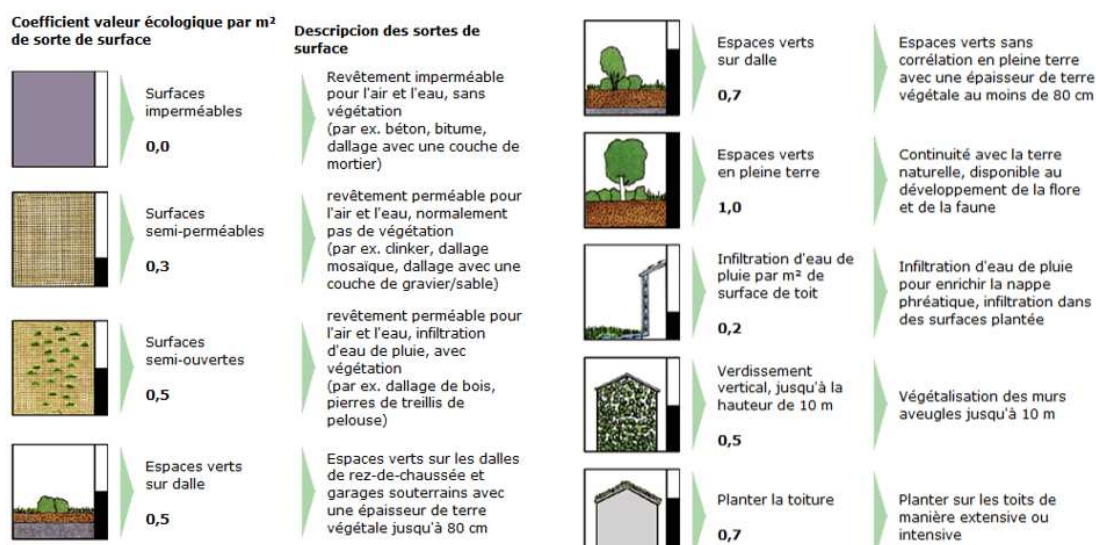 Coefficient valeur écologique par m²
de sorte de surface
Descripcion des sortes de
surface
Surfaces
imperméables
0,0
Revêtement imperméable
pour l'air et l'eau, sans
végétation
(par ex. béton, bitume,
dallage avec une couche de
mortier)
Surfaces
semi-perméables
0,3
revêtement perméable pour
l'air et l'eau, normalement
pas de végétation
(par ex. clinker, dallage
mosaïque, dallage avec une
couche de gravier/sable)
Surfaces
semi-ouvertes
0,5
revêtement perméable pour
l'air et l'eau, infiltration
d'eau de pluie, avec
végétation
(par ex. dallage de bois,
pierres de treillis de
pelouse)
Espaces verts
sur dalle
0,5
Espaces verts sur les dalles
de rez-de-chaussée et
garages souterrains avec
une épaisseur de terre
végétale jusqu'à 80 cm
Espaces verts
sur dalle
0,7
Espaces verts sans
corrélation en pleine terre
avec une épaisseur de terre
végétale au moins de 80 cm
Espaces verts
en pleine terre
1,0
Continuité avec la terre
naturelle, disponible au
développement de la flore
et de la faune
Infiltration d'eau de
pluie par m² de
surface de toit
0,2
Infiltration d'eau de pluie
pour enrichir la nappe
phréatique, infiltration dans
des surfaces plantée
Verdissement
vertical, jusqu'à la
hauteur de 10 m
0,5
Végétalisation des murs
aveugles jusqu'à 10 m
Planter la toiture
0,7
Planter sur les toits de
manière extensive ou
intensive